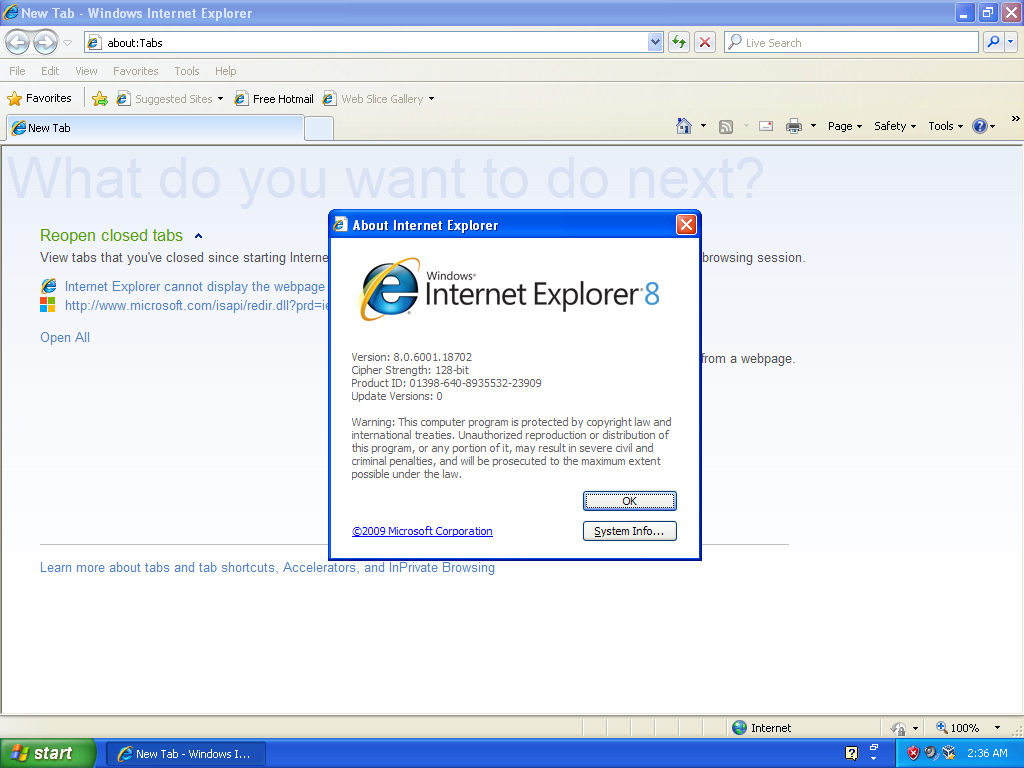 New Tab - Windows Internet Explorer
about:Tabs
Live Search
File Edit View Favorites Tools Help
Favorites Suggested Sites Free Hotmail Web Slice Gallery
New Tab
Page Safety Tools
What do you want to do next?
Reopen closed tabs
View tabs that you've closed since starting Interne
browsing session.
Internet Explorer cannot display the webpage
http://www.microsoft.com/isapi/redir.dll?prd=ie
Open All
from a webpage.
About Internet Explorer
Windows®
Internet Explorer® 8
Version: 8.0.6001.18702
Cipher Strength: 128-bit
Product ID: 01398-640-8935532-23909
Update Versions: 0
Warning: This computer program is protected by copyright law and
international treaties. Unauthorized reproduction or distribution of
this program, or any portion of it, may result in severe civil and
criminal penalties, and will be prosecuted to the maximum extent
possible under the law.
OK
©2009 Microsoft Corporation
System Info...
Learn more about tabs and tab shortcuts, Accelerators, and InPrivate Browsing
Internet
100%
start
New Tab - Windows I...
2:36 AM